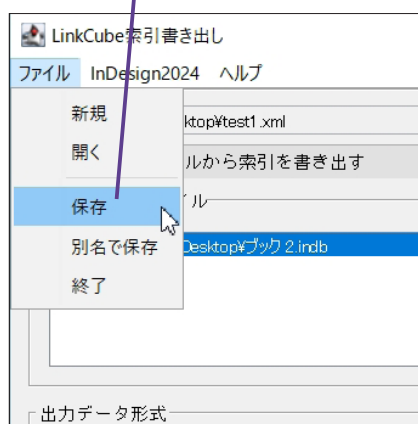 LinkCube索引書き出し
ファイル InDesign2024 ヘルプ
新規
ktop¥test1.xml
開く
ルから索引を書き出す
保存
イル
別名で保存
Desktop¥ブック 2.indb
終了
出力データ形式